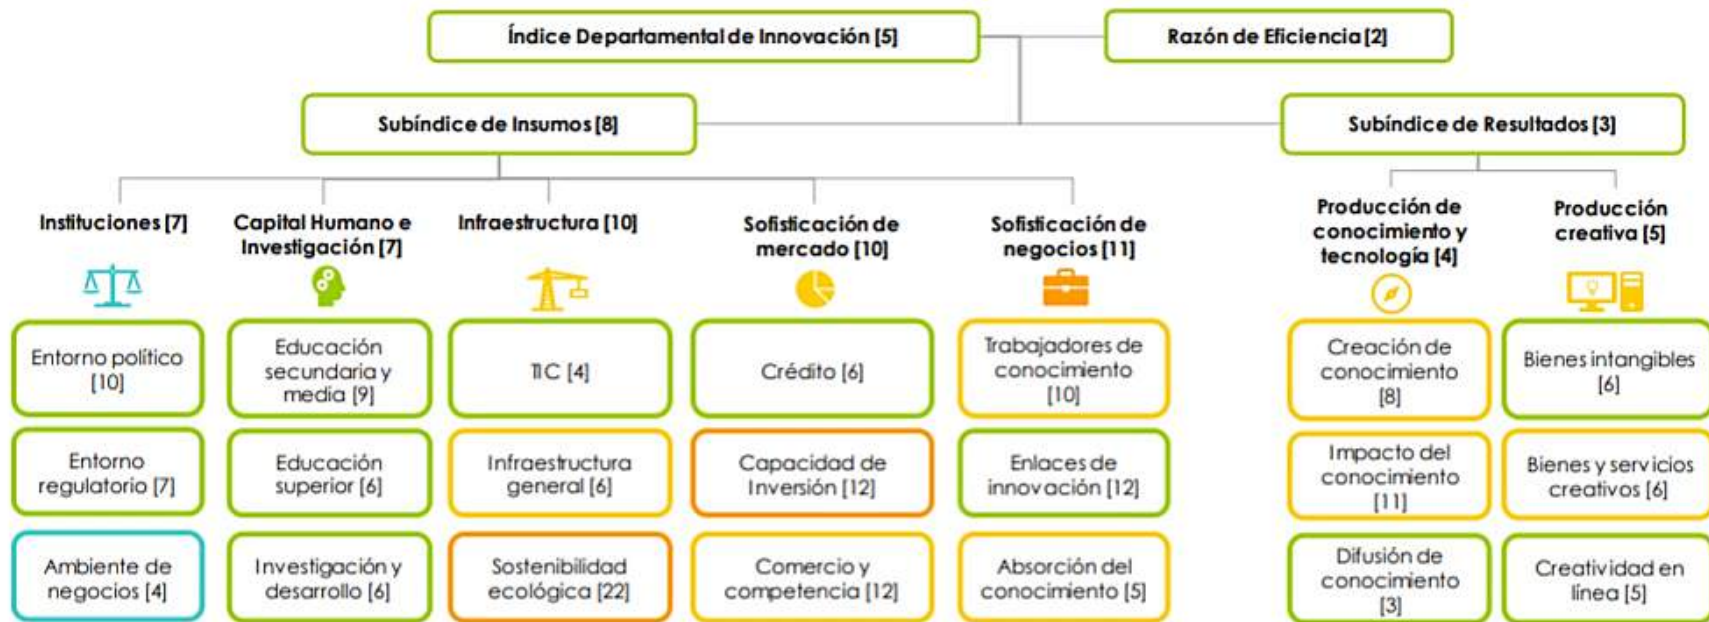 Índice Departamental de Innovación [5]
Razón de Eficiencia [2]
Subíndice de Insumos [8]
Subíndice de Resultados [3]
Instituciones [7]
Capital Humano e
Investigación [7]
Infraestructura [10]
Sofisticación de
mercado [10]
Sofisticación de
negocios [11]
Producción de
conocimiento y
tecnología [4]
Producción
creativa [5]
Entorno político
[10]
Educación
secundaria y
media [9]
TIC [4]
Crédito [6]
Trabajadores de
conocimiento
[10]
Creación de
conocimiento
[8]
Bienes intangibles
[6]
Entorno
regulatorio [7]
Educación
superior [6]
Infraestructura
general [6]
Capacidad de
Inversión [12]
Enlaces de
innovación [12]
Impacto del
conocimiento
[11]
Bienes y servicios
creativos [6]
Ambiente de
negocios [4]
Investigación y
desarrollo [6]
Sostenibilidad
ecológica [22]
Comercio y
competencia [12]
Absorción del
conocimiento [5]
Difusión de
conocimiento
[3]
Creatividad en
línea [5]